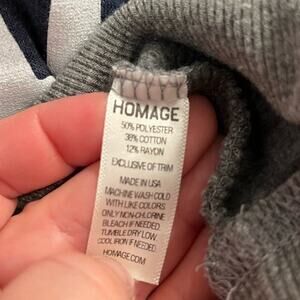 HOMAGE
50% POLYESTER
38% COTTON
12% RAYON
EXCLUSIVE OF TRIM
MADE IN USA
MACHINE WASH COLD
WITH LIKE COLORS
ONLY NON-CHLORINE
BLEACH IF NEEDED
TUMBLE DRY LOW
COOL IRON IF NEEDED
HOMAGE.COM